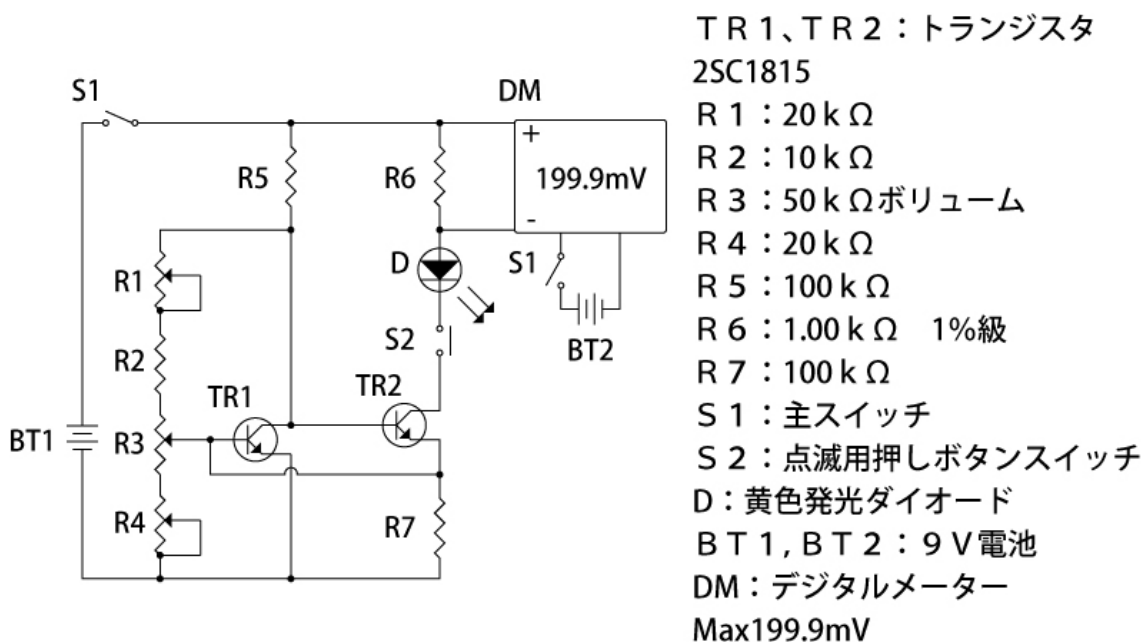 S1
DM
+
199.9mV
-
R5
R6
D
S1
BT2
R1
S2
R2
TR1
TR2
BT1
R3
R4
R7
ＴＲ１、ＴＲ２：トランジスタ
2SC1815
Ｒ１：20ｋΩ
Ｒ２：10ｋΩ
Ｒ３：50ｋΩボリューム
Ｒ４：20ｋΩ
Ｒ５：100ｋΩ
Ｒ６：1.00ｋΩ　1%級
Ｒ７：100ｋΩ
Ｓ１：主スイッチ
Ｓ２：点滅用押しボタンスイッチ
D：黄色発光ダイオード
ＢＴ１,ＢＴ２：９Ｖ電池
DM：デジタルメーター
Max199.9mV